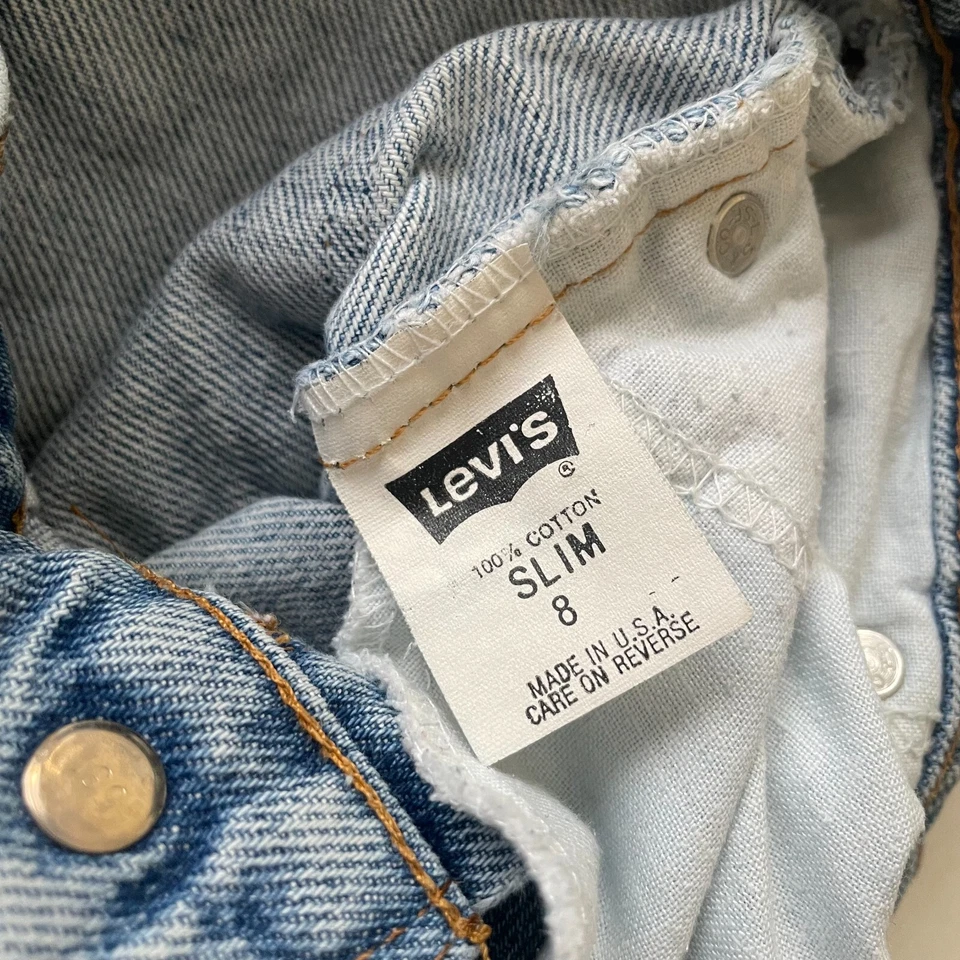 Levi's ®
100% COTTON
SLIM
8
MADE IN U.S.A.
CARE ON REVERSE